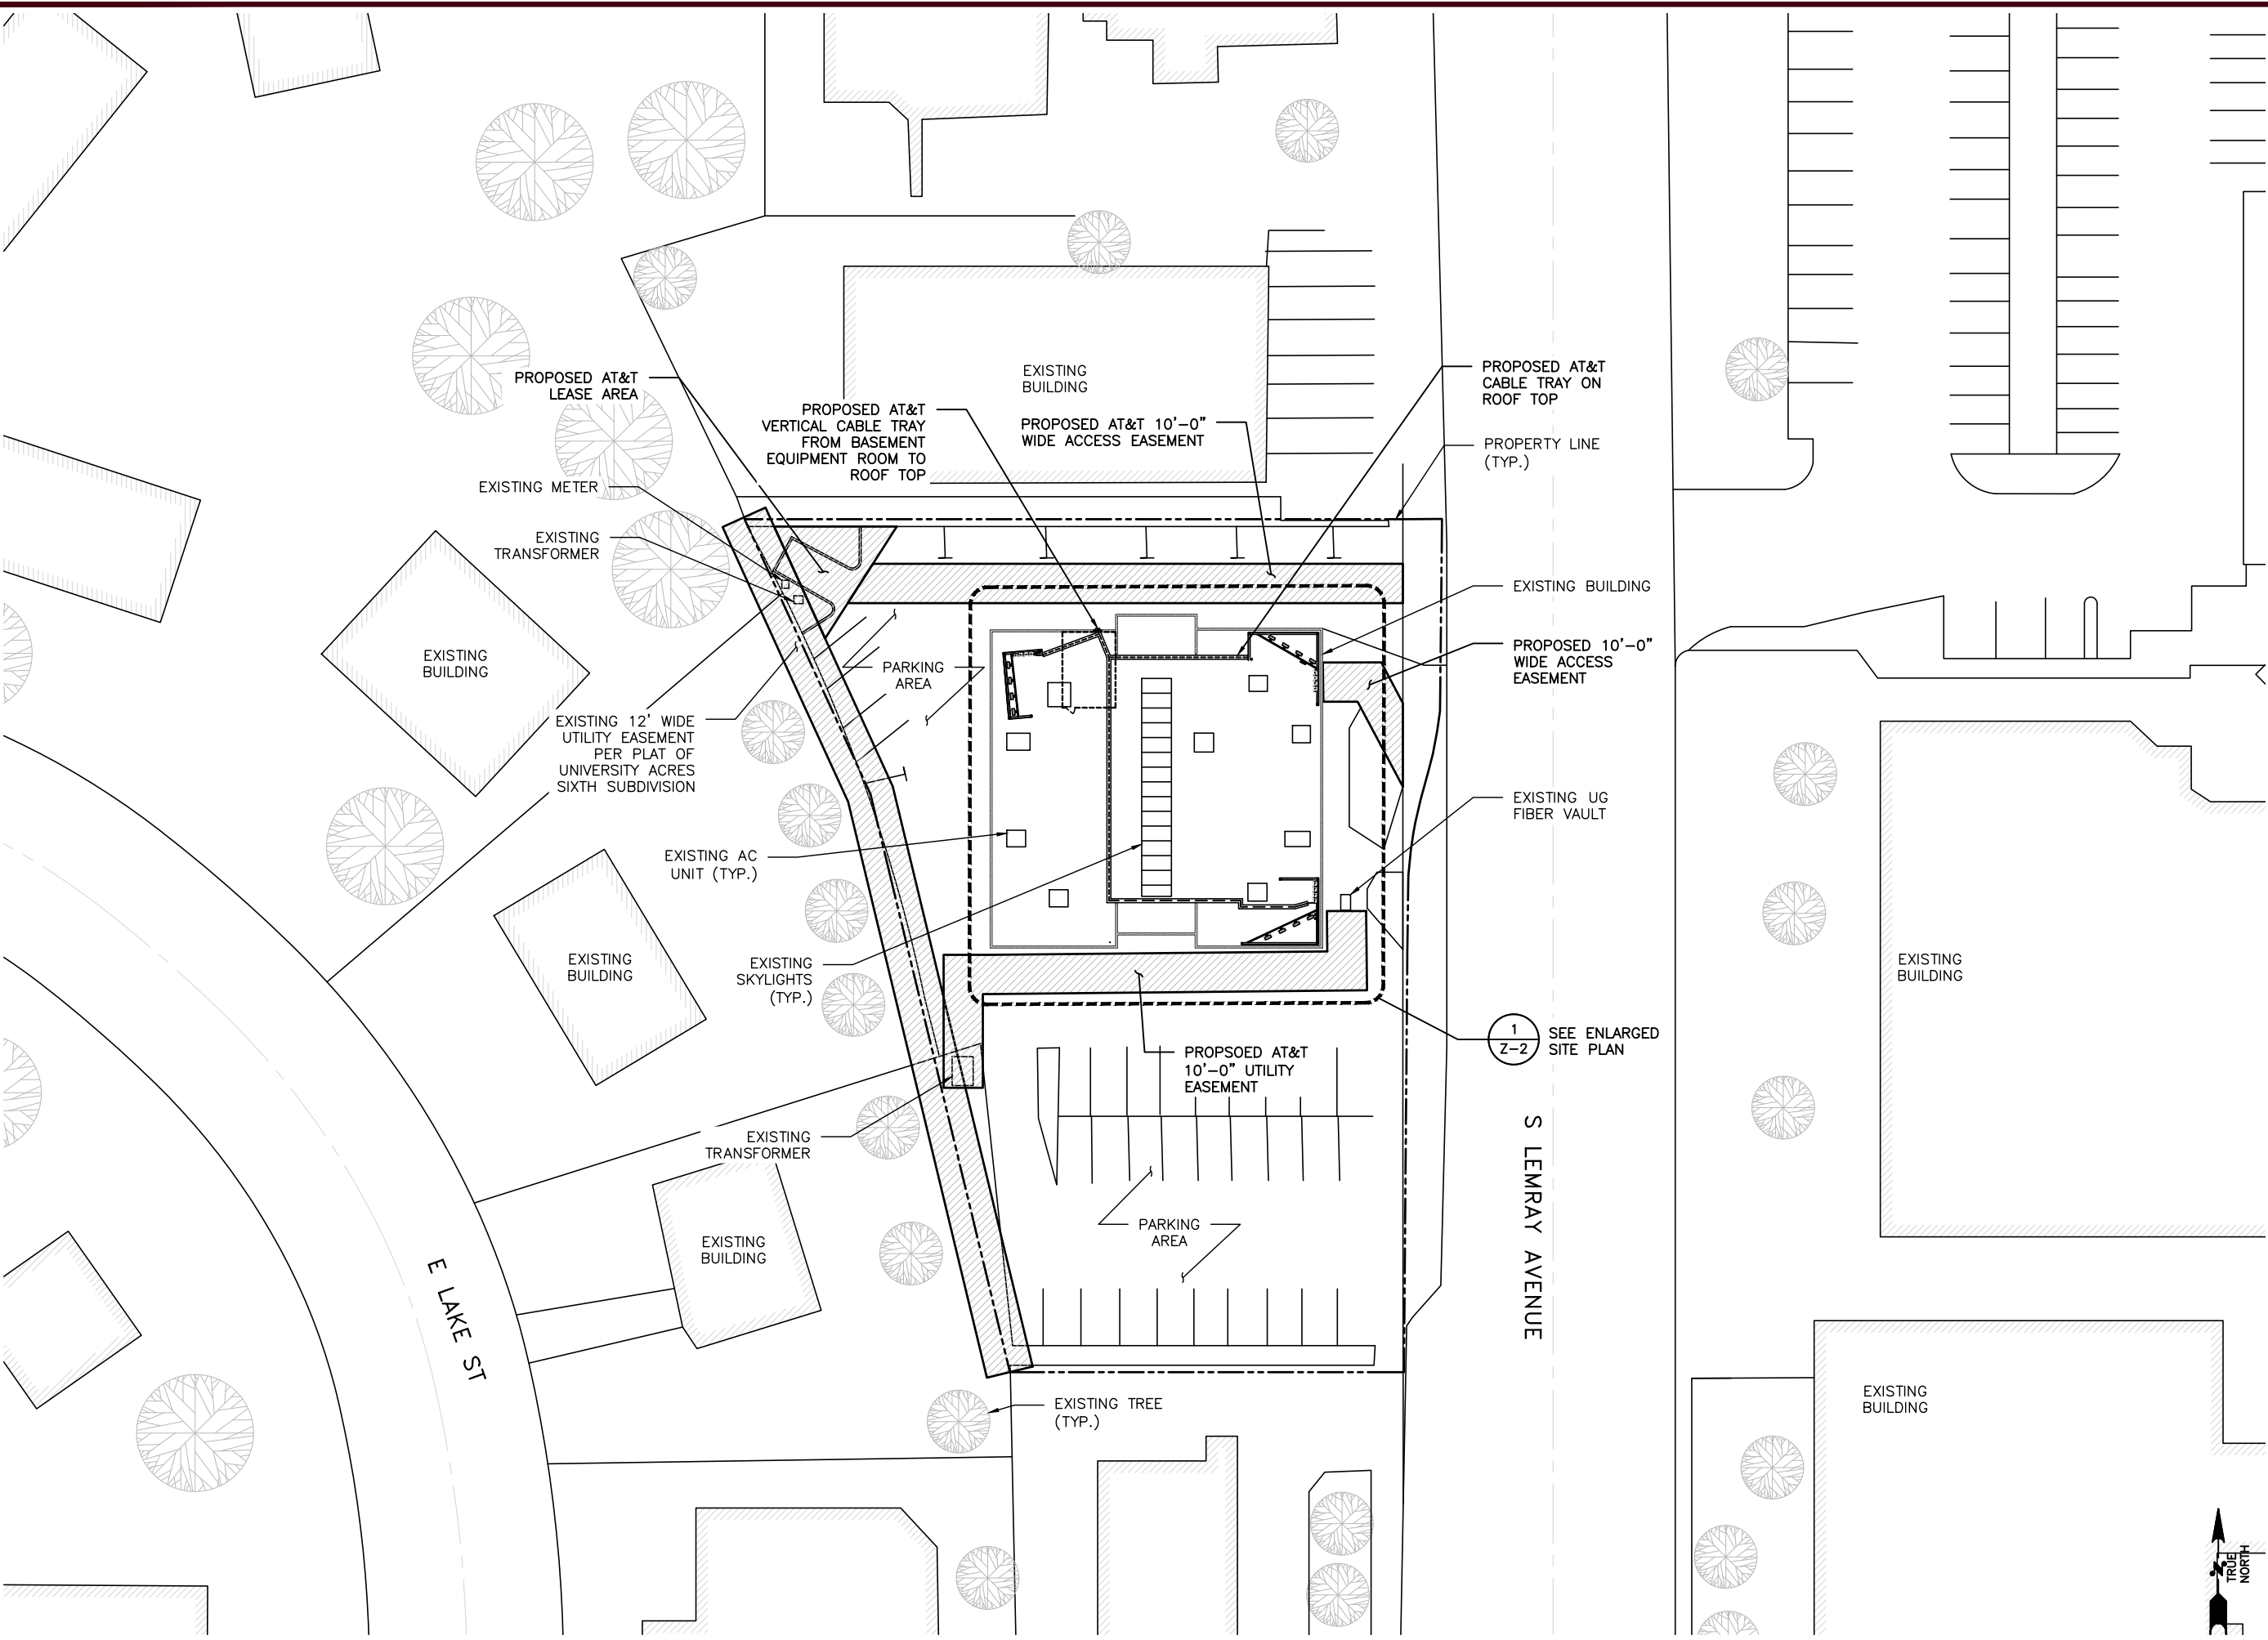 EXISTING
BUILDING
PROPOSED AT&T
LEASE AREA
PROPOSED AT&T
VERTICAL CABLE TRAY
FROM BASEMENT
EQUIPMENT ROOM TO
ROOF TOP
PROPOSED AT&T 10'-0"
WIDE ACCESS EASEMENT
PROPOSED AT&T
CABLE TRAY ON
ROOF TOP
PROPERTY LINE
(TYP.)
EXISTING METER
EXISTING
TRANSFORMER
EXISTING BUILDING
PROPOSED 10'-0"
WIDE ACCESS
EASEMENT
EXISTING
BUILDING
PARKING
AREA
EXISTING 12' WIDE
UTILITY EASEMENT
PER PLAT OF
UNIVERSITY ACRES
SIXTH SUBDIVISION
EXISTING UG
FIBER VAULT
EXISTING AC
UNIT (TYP.)
EXISTING
BUILDING
EXISTING
SKYLIGHTS
(TYP.)
EXISTING
BUILDING
1
Z-2
SEE ENLARGED
SITE PLAN
PROPSOED AT&T
10'-0" UTILITY
EASEMENT
EXISTING
TRANSFORMER
S LEMRAY AVENUE
PARKING
AREA
EXISTING
BUILDING
E LAKE ST
EXISTING TREE
(TYP.)
EXISTING
BUILDING
TRUE
NORTH